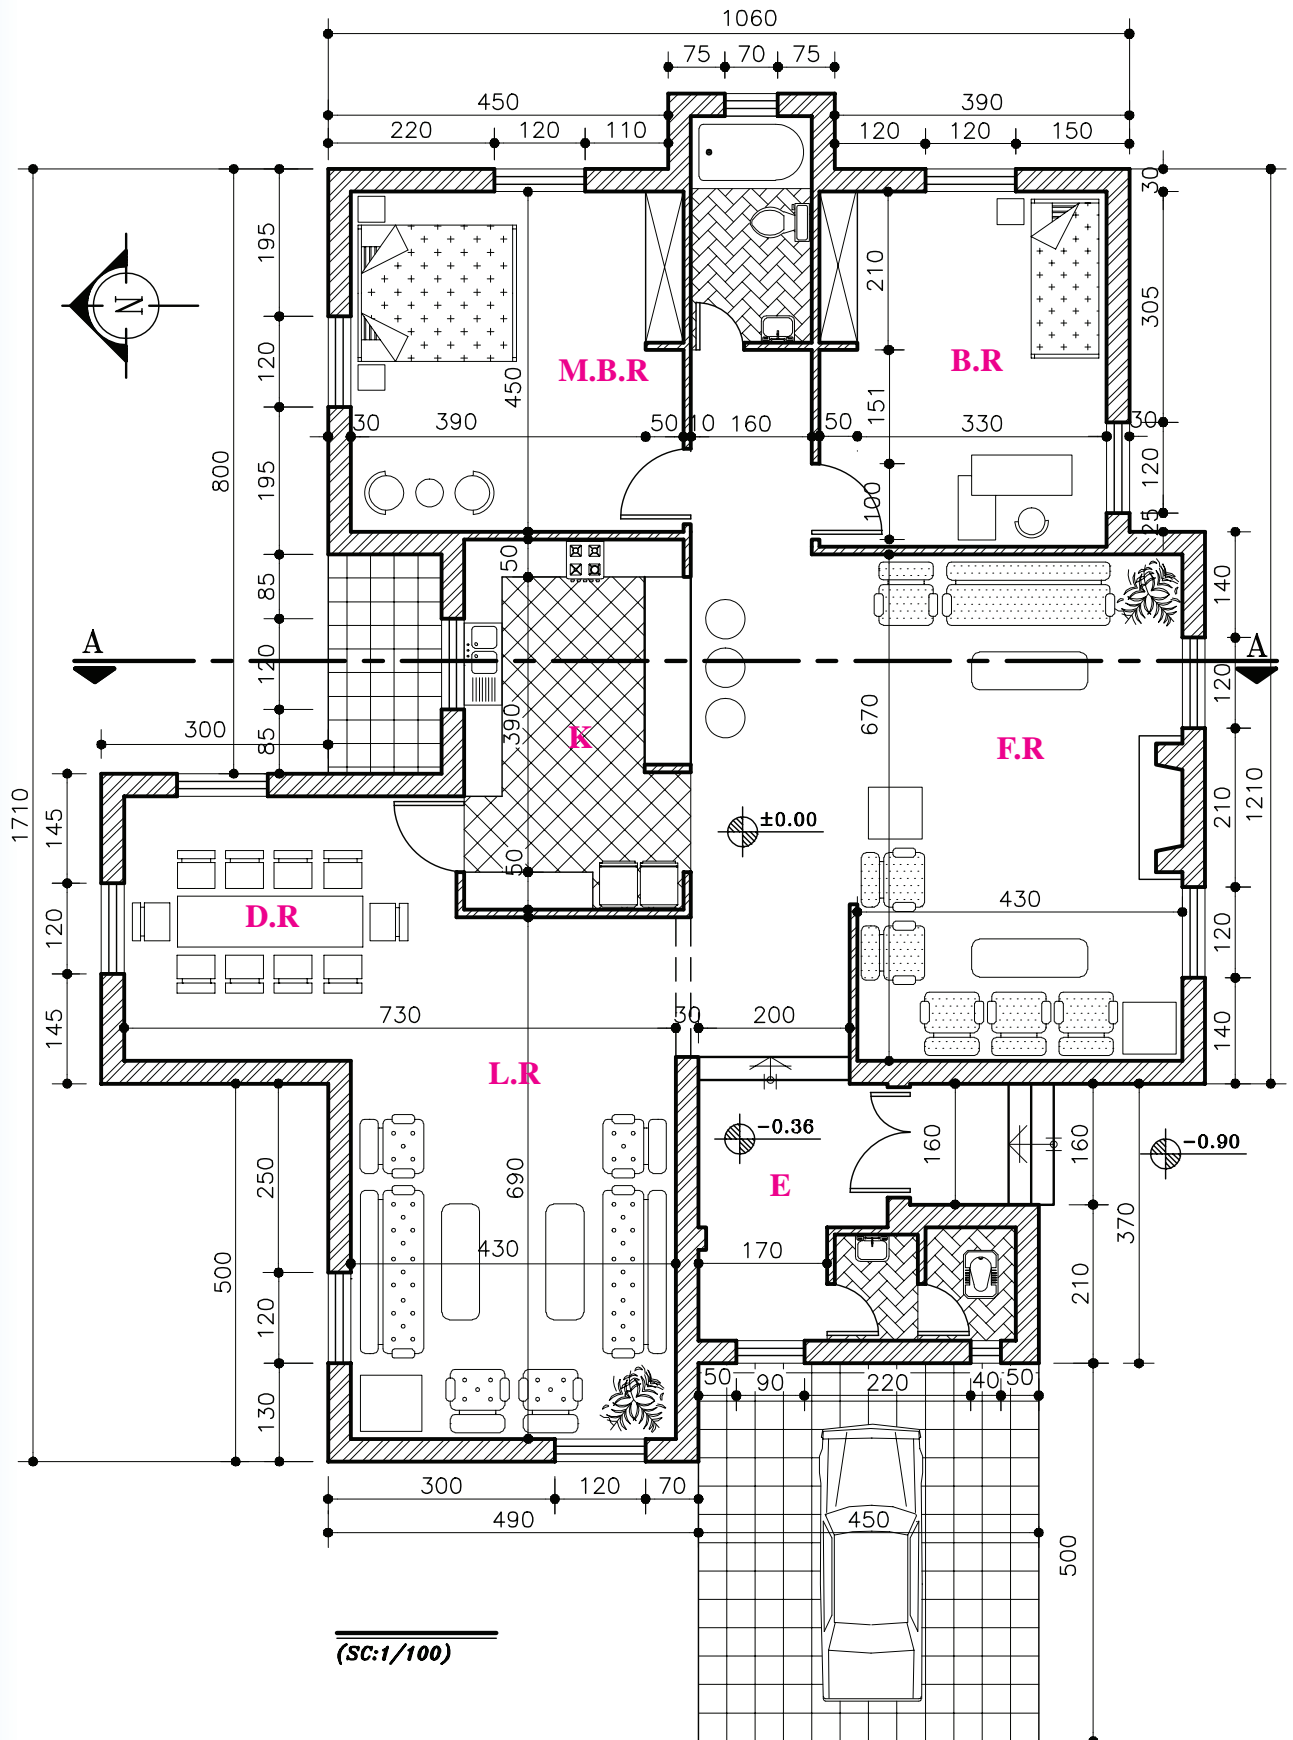 1060
75 70 75
450 390
220 120 110 120 120 150
30
195 210 305
N
120 M.B.R B.R
450 151
30 390 50 10 160 50 330 30
800 195 100 120
25
50
85 140
A A
120 120
300 85 390 K 670 F.R
1710 145 ±0.00 210 1210
50
120 D.R 430 120
730 30 200
145 140
L.R
-0.36 160 160 -0.90
250 690 E
370
500 430 170 210
120
50 90 220 40 50
130
300 120 70
490 450
500
(SC:1/100)